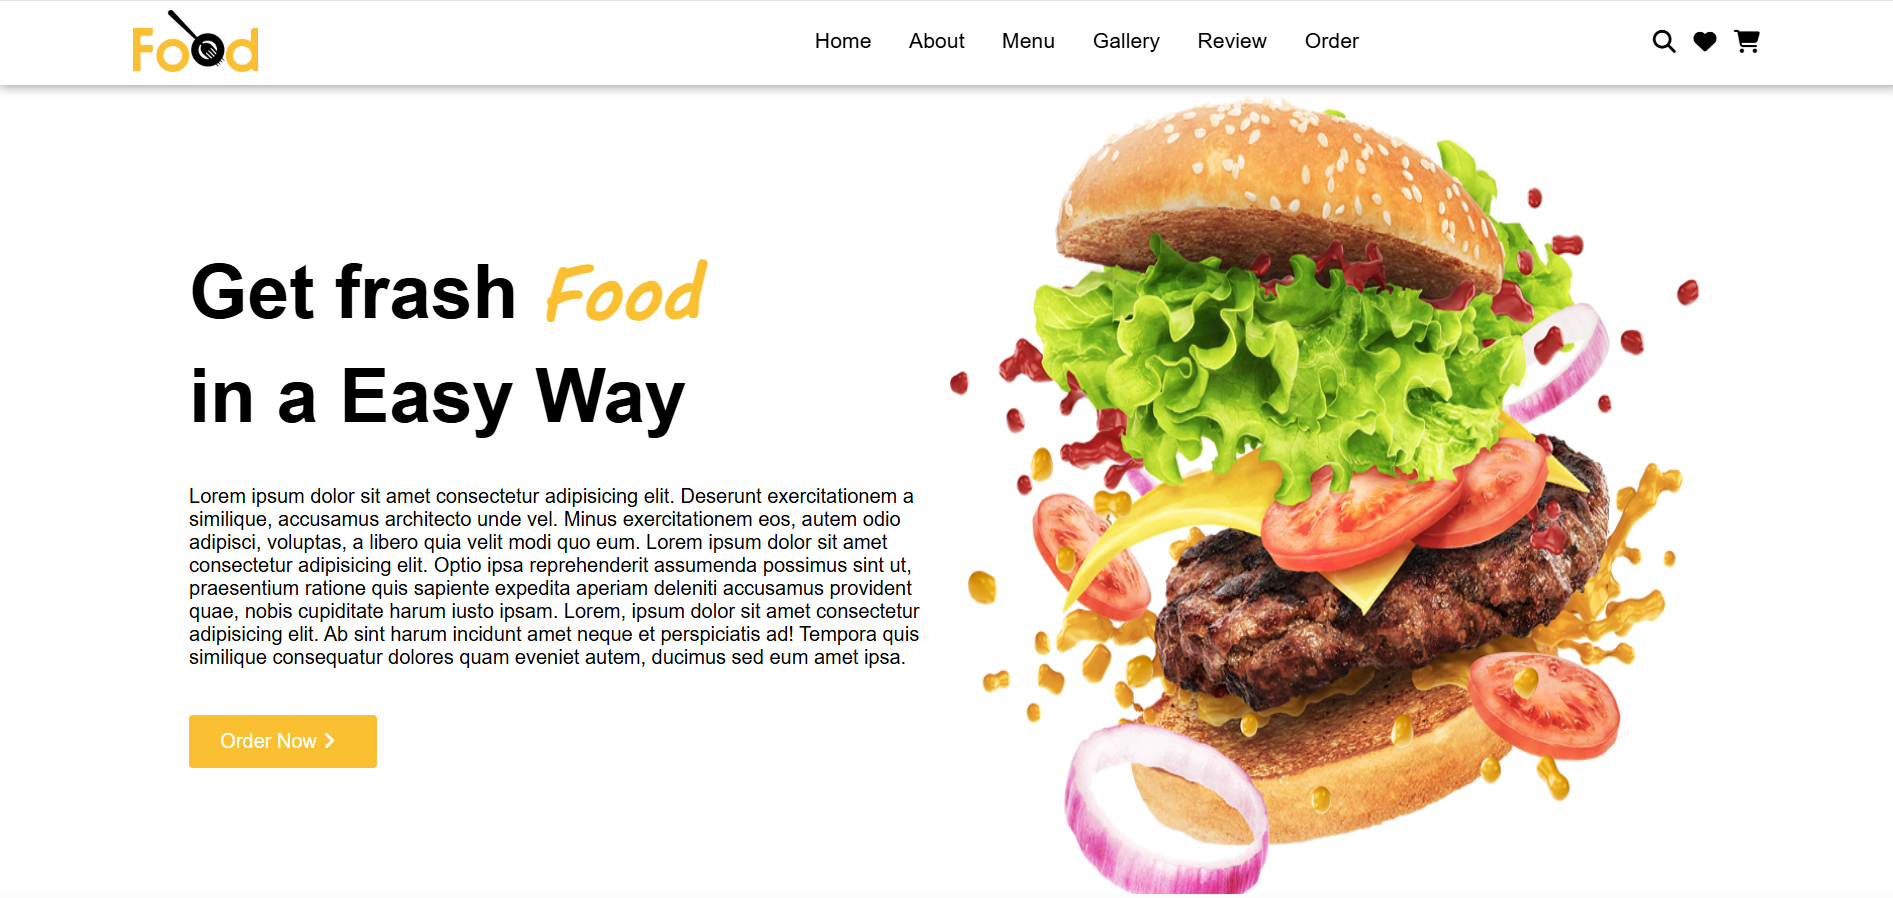 Food
Home About Menu Gallery Review Order
Get frash Food
in a Easy Way
Lorem ipsum dolor sit amet consectetur adipisicing elit. Deserunt exercitationem a
similique, accusamus architecto unde vel. Minus exercitationem eos, autem odio
adipisci, voluptas, a libero quia velit modi quo eum. Lorem ipsum dolor sit amet
consectetur adipisicing elit. Optio ipsa reprehenderit assumenda possimus sint ut,
praesentium ratione quis sapiente expedita aperiam deleniti accusamus provident
quae, nobis cupiditate harum iusto ipsam. Lorem, ipsum dolor sit amet consectetur
adipisicing elit. Ab sint harum incidunt amet neque et perspiciatis ad! Tempora quis
similique consequatur dolores quam eveniet autem, ducimus sed eum amet ipsa.
Order Now